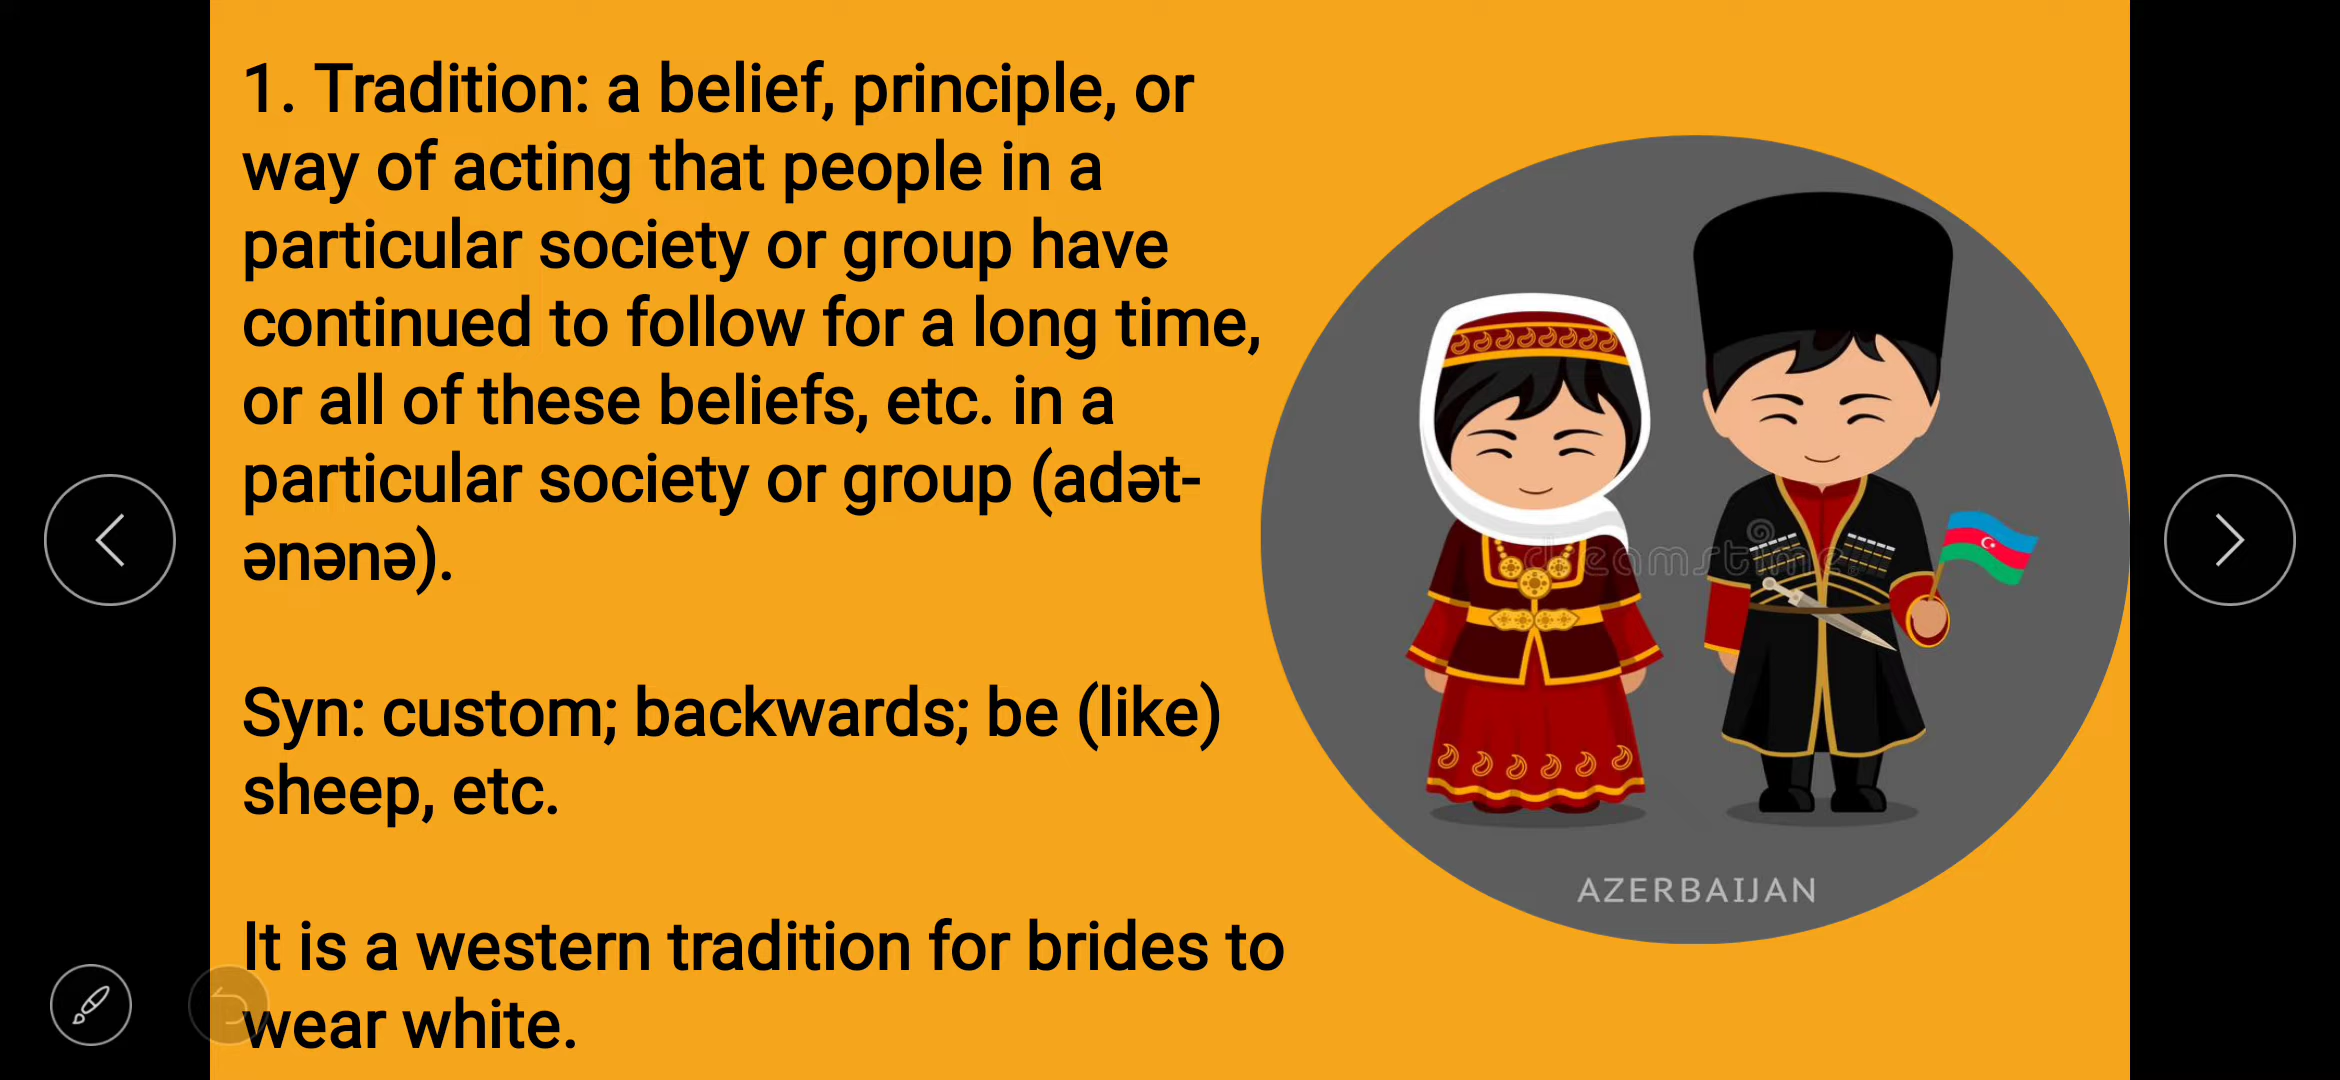 1. Tradition: a belief, principle, or
way of acting that people in a
particular society or group have
continued to follow for a long time,
or all of these beliefs, etc. in a
particular society or group (adət-
ənənə).
Syn: custom; backwards; be (like)
sheep, etc.
It is a western tradition for brides to
wear white.
dreamstime
AZERBAIJAN